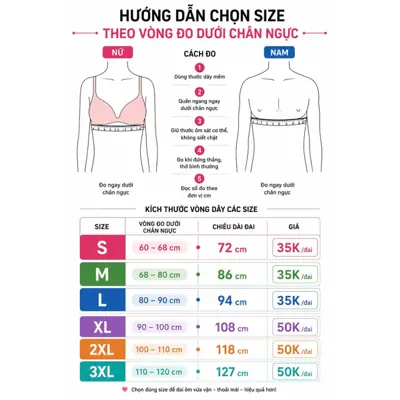 HƯỚNG DẪN CHỌN SIZE
THEO VÒNG ĐO DƯỚI CHÂN NGỰC
NỮ
CÁCH ĐO
NAM
1
Dùng thước dây mềm
2
Quấn ngang ngay
dưới chân ngực
3
Giữ thước ôm sát cơ thể,
không siết chặt
4
Đo khi đứng thẳng,
thở bình thường
5
Đọc số đo theo
đơn vị cm
Đo ngay dưới
chân ngực
Đo ngay dưới
chân ngực
KÍCH THƯỚC VÒNG DÂY CÁC SIZE
SIZE VÒNG ĐO DƯỚI CHÂN NGỰC CHIỀU DÀI ĐAI GIÁ
S 60 – 68 cm 72 cm 35K/đai
M 68 – 80 cm 86 cm 35K/đai
L 80 – 90 cm 94 cm 35K/đai
XL 90 – 100 cm 108 cm 50K/đai
2XL 100 – 110 cm 118 cm 50K/đai
3XL 110 – 120 cm 127 cm 50K/đai
Chọn đúng size để đai ôm vừa vặn – thoải mái – hiệu quả hơn!